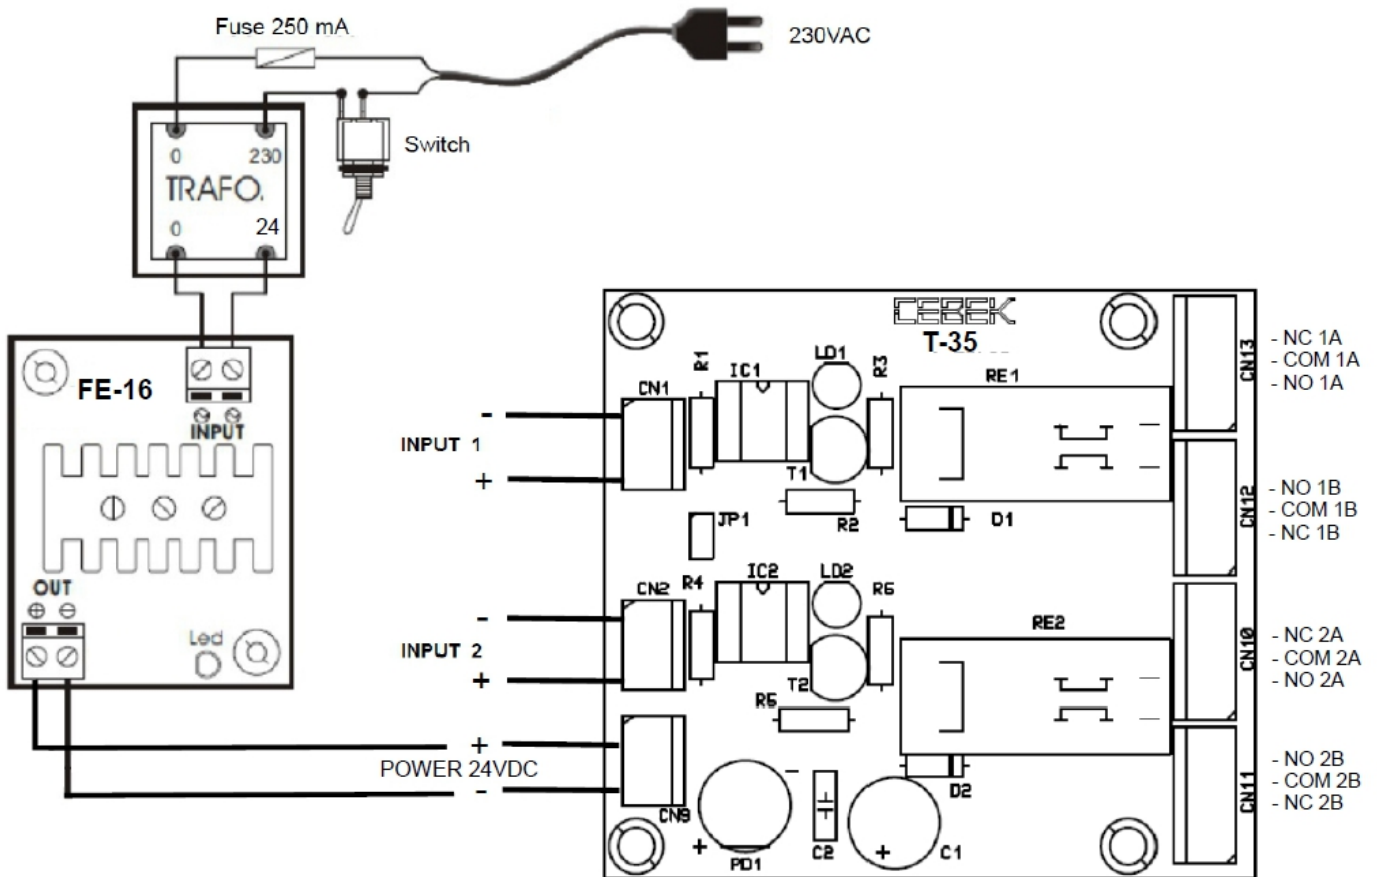 Fuse 250 mA
230VAC
Switch
0 230
TRAFO.
0 24
FE-16
INPUT
OUT
+ -
Led
INPUT 1
-
+
INPUT 2
-
+
+
POWER 24VDC
-
CEBEK
T-35
CN1
R1
IC1
LD1
R3
RE1
T1
R2
JP1
D1
CN2
R4
IC2
LD2
R6
RE2
T2
R5
D2
CN9
+
-
PD1
C2
+
C1
CN13
- NC 1A
- COM 1A
- NO 1A
CN12
- NO 1B
- COM 1B
- NC 1B
CN10
- NC 2A
- COM 2A
- NO 2A
CN11
- NO 2B
- COM 2B
- NC 2B